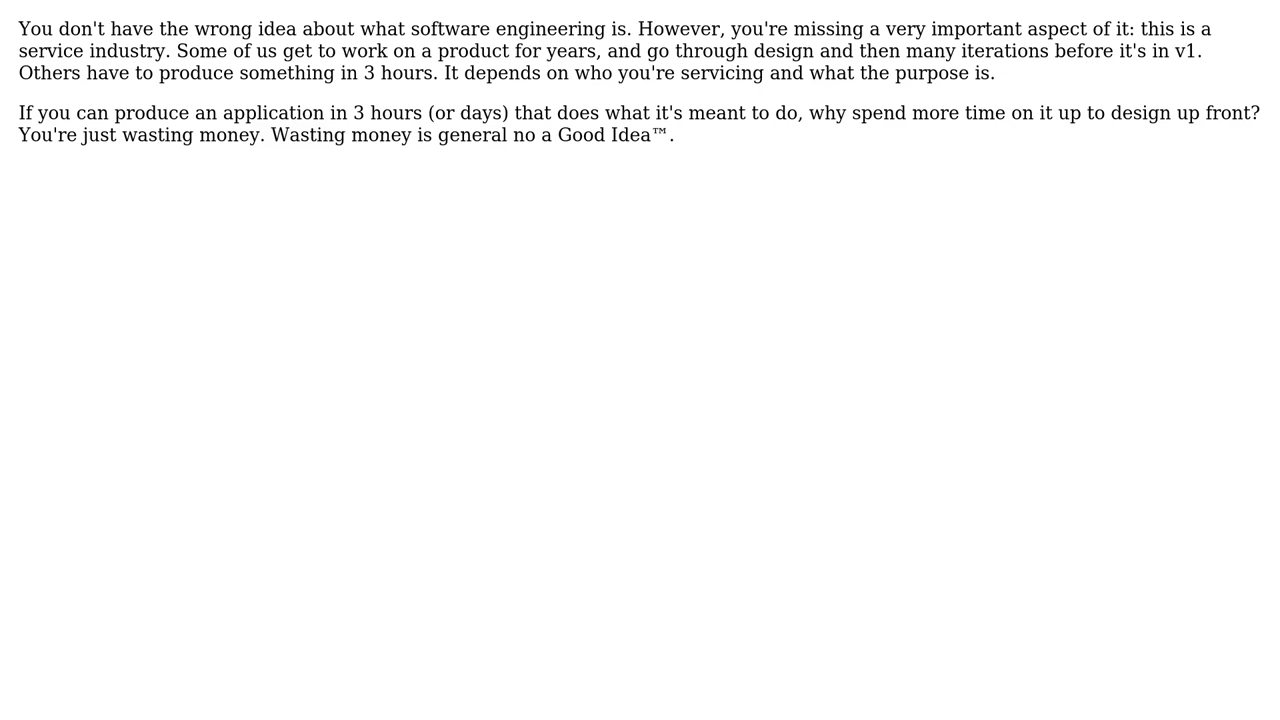 You don't have the wrong idea about what software engineering is. However, you're missing a very important aspect of it: this is a
service industry. Some of us get to work on a product for years, and go through design and then many iterations before it's in v1.
Others have to produce something in 3 hours. It depends on who you're servicing and what the purpose is.
If you can produce an application in 3 hours (or days) that does what it's meant to do, why spend more time on it up to design up front?
You're just wasting money. Wasting money is general no a Good Idea™.